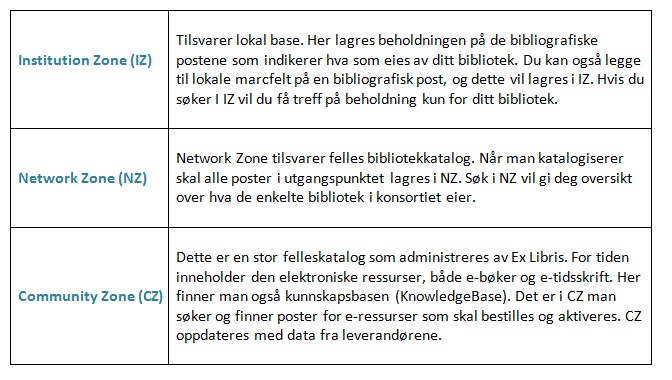 Institution Zone (IZ)
Tilsvarer lokal base. Her lagres beholdningen på de bibliografiske
postene som indikerer hva som eies av ditt bibliotek. Du kan også legge
til lokale marcfelt på en bibliografisk post, og dette vil lagres i IZ. Hvis du
søker I IZ vil du få treff på beholdning kun for ditt bibliotek.
Network Zone (NZ)
Network Zone tilsvarer felles bibliotekkatalog. Når man katalogiserer
skal alle poster i utgangspunktet lagres i NZ. Søk i NZ vil gi deg oversikt
over hva de enkelte bibliotek i konsortiet eier.
Community Zone (CZ)
Dette er en stor felleskatalog som administreres av Ex Libris. For tiden
inneholder den elektroniske ressurser, både e-bøker og e-tidsskrift. Her
finner man også kunnskapsbasen (KnowledgeBase). Det er i CZ man
søker og finner poster for e-ressurser som skal bestilles og aktiveres. CZ
oppdateres med data fra leverandørene.